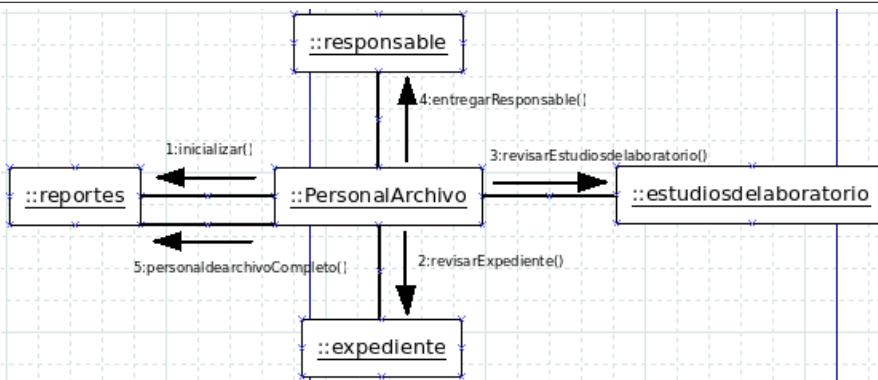 ::responsable
4:entregarResponsable()
1:inicializar()
3:revisarEstudiosdelaboratorio()
::reportes
::PersonalArchivo
::estudiosdelaboratorio
5:personaldearchivoCompleto()
2:revisarExpediente()
::expediente